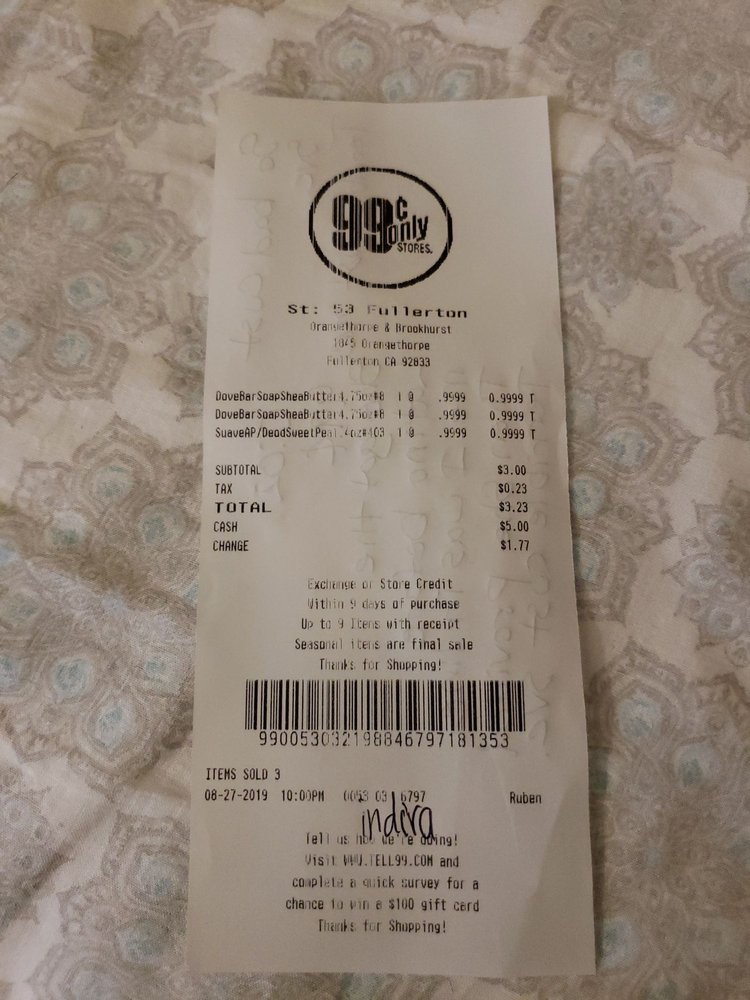 99¢ only
STORES.
St: 53 Fullerton
Orangethorpe & Brookhurst
1845 Orangethorpe
Fullerton CA 92833
DoveBarSoapSheaButter4.75oz#8 1 @ .9999 0.9999 T
DoveBarSoapSheaButter4.75oz#8 1 @ .9999 0.9999 T
SuaveAP/DeodSweetPea1.4oz#403 1 @ .9999 0.9999 T
SUBTOTAL $3.00
TAX $0.23
TOTAL $3.23
CASH $5.00
CHANGE $1.77
Exchange or Store Credit
Within 9 days of purchase
Up to 9 Items with receipt
Seasonal items are final sale
Thanks for Shopping!
990053032198846797181353
ITEMS SOLD 3
08-27-2019 10:00PM 0053 03 6797 Ruben
indira
Tell us how we're doing!
Visit WWW.TELL99.COM and
complete a quick survey for a
chance to win a $100 gift card
Thanks for Shopping!